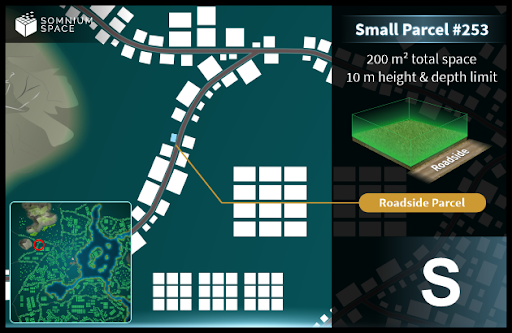 SOMNIUM
SPACE
Small Parcel #253
200 m² total space
10 m height & depth limit
Roadside
Roadside Parcel
S